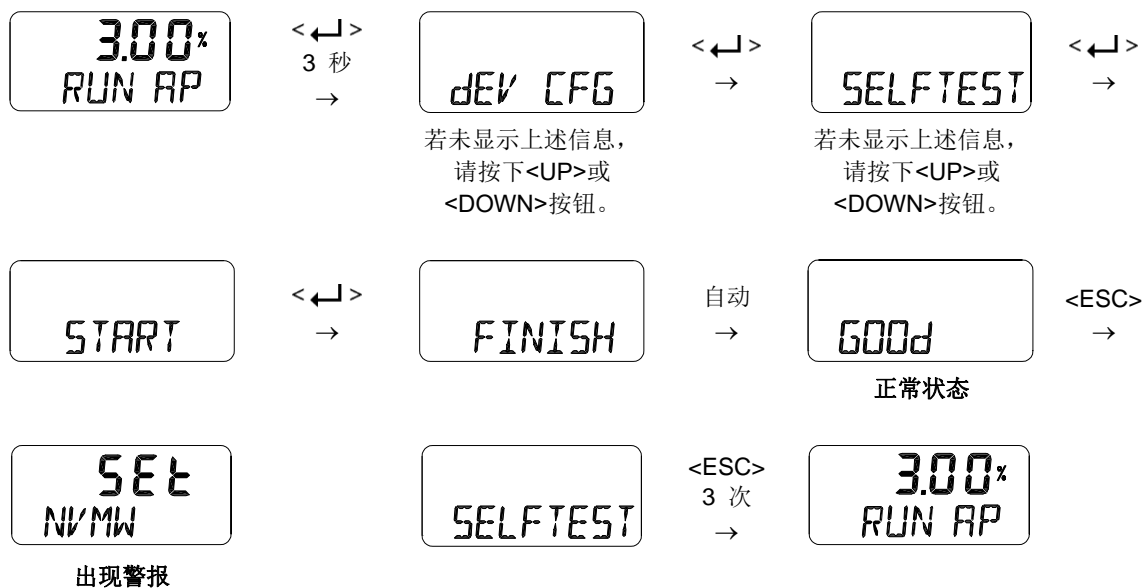 3.00%
RUN AP
<↵>
3 秒
→
dEV CFG
若未显示上述信息，
请按下<UP>或
<DOWN>按钮。
<↵>
→
SELFTEST
若未显示上述信息，
请按下<UP>或
<DOWN>按钮。
<↵>
→
START
<↵>
→
FINISH
自动
→
GOOd
正常状态
<ESC>
→
SEt
NVMW
出现警报
SELFTEST
<ESC>
3 次
→
3.00%
RUN AP